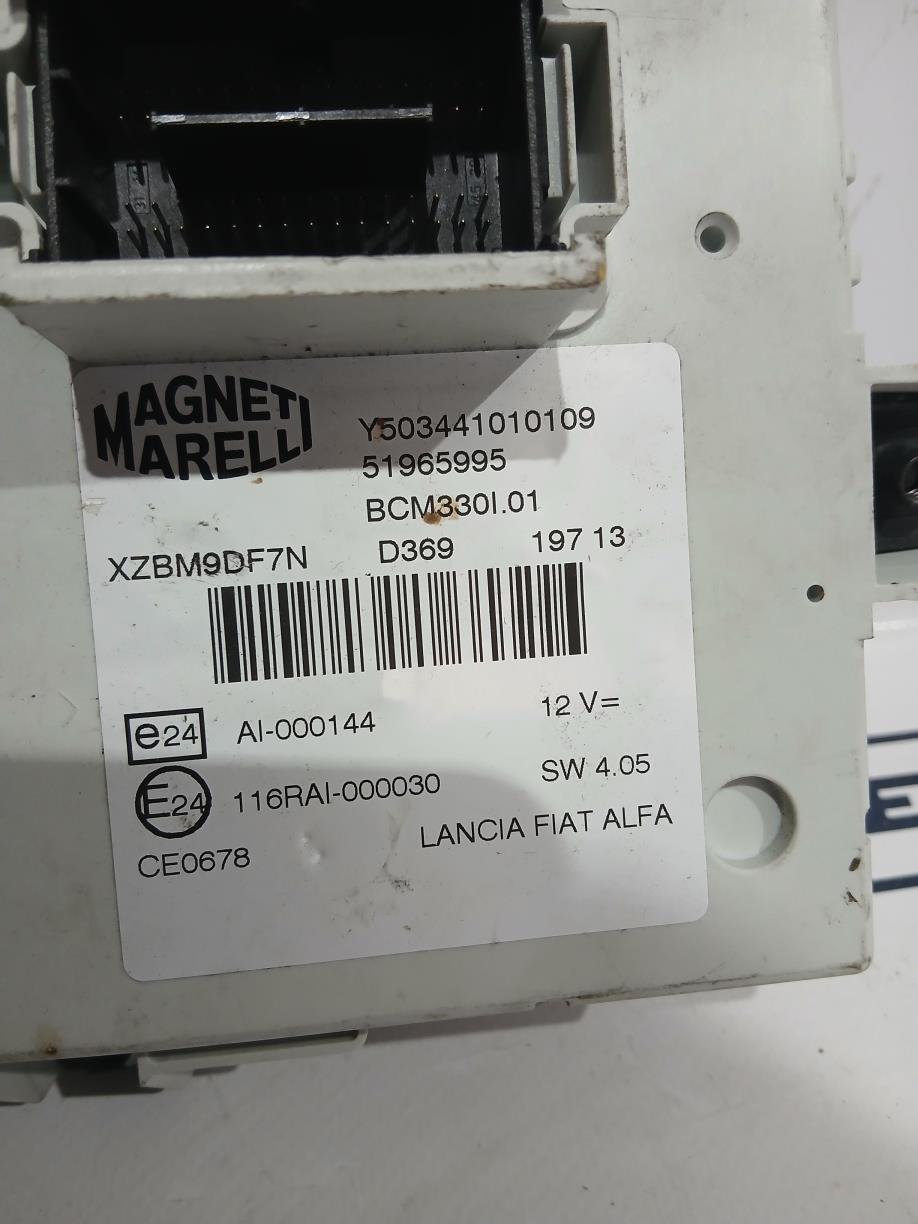 MAGNETI
MARELLI
Y503441010109
51965995
BCM330I.01
XZBM9DF7N D369 197 13
e24 AI-000144 12 V=
E24 116RAI-000030 SW 4.05
CE0678 LANCIA FIAT ALFA
E